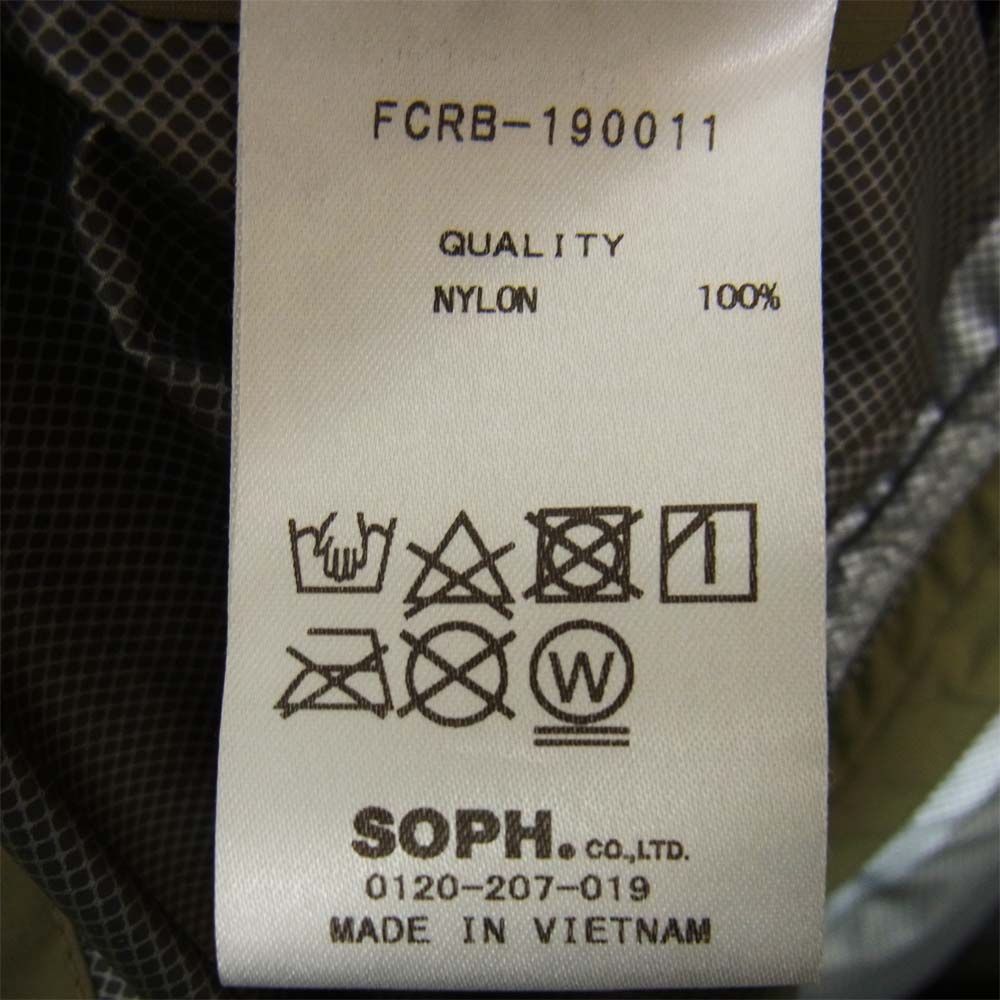 FCRB-190011
QUALITY
NYLON 100%
W
SOPH. CO.,LTD.
0120-207-019
MADE IN VIETNAM